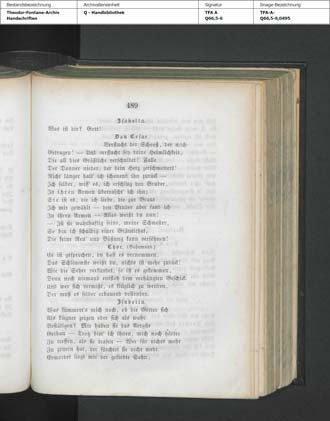 Bestandsbezeichnung
Theodor-Fontane-Archiv
Handschriften
Archivalieneinheit
Q - Handbibliothek
Signatur
TFA A
Q66,5-6
Image-Bezeichnung
TFA-A-
Q66,5-6,0495
489
Isabella.
Was ist dir? Gott!
Don Cesar.
Verflucht der Schooß, der mich
Getragen! — Und verflucht sey deine Heimlichkeit,
Die all dies Gräßliche verschuldet! Falle
Der Donner nieder, der dein Herz zerschmettert!
Nicht länger halt' ich schonend ihn zurück —
Ich selber, wiss' es, ich erschlug den Bruder,
In ihren Armen überrascht' ich ihn;
Sie ist es, die ich liebe, die zur Braut
Ich mir gewählt — den Bruder aber fand ich
In ihren Armen — Alles weißt du nun!
— Ist sie wahrhaftig seine, meine Schwester,
So bin ich schuldig einer Gräuelthat,
Die keine Reu' und Büßung kann versöhnen!
Chor.
Es ist gesprochen, du hast es vernommen,
Das Schlimmste weißt du, nichts ist mehr zurück!
Wie die Seher verkündet, so ist es gekommen,
Denn noch niemand entfloh dem verhängten Geschick.
Und wer sich vermißt, es klüglich zu wenden,
Der muß es selber erbauend vollenden.
Isabella.
Was kümmert's mich noch, ob die Götter sich
Als Lügner zeigen oder sich als wahr
Bestätigen? Mir haben sie das Aergste
Gethan — Trotz biet' ich ihnen, mich noch härter
Zu treffen, als sie trafen — Wer für nichts mehr
Zu zittern hat, der fürchtet sie nicht mehr.
Ermordet liegt mir der geliebte Sohn,